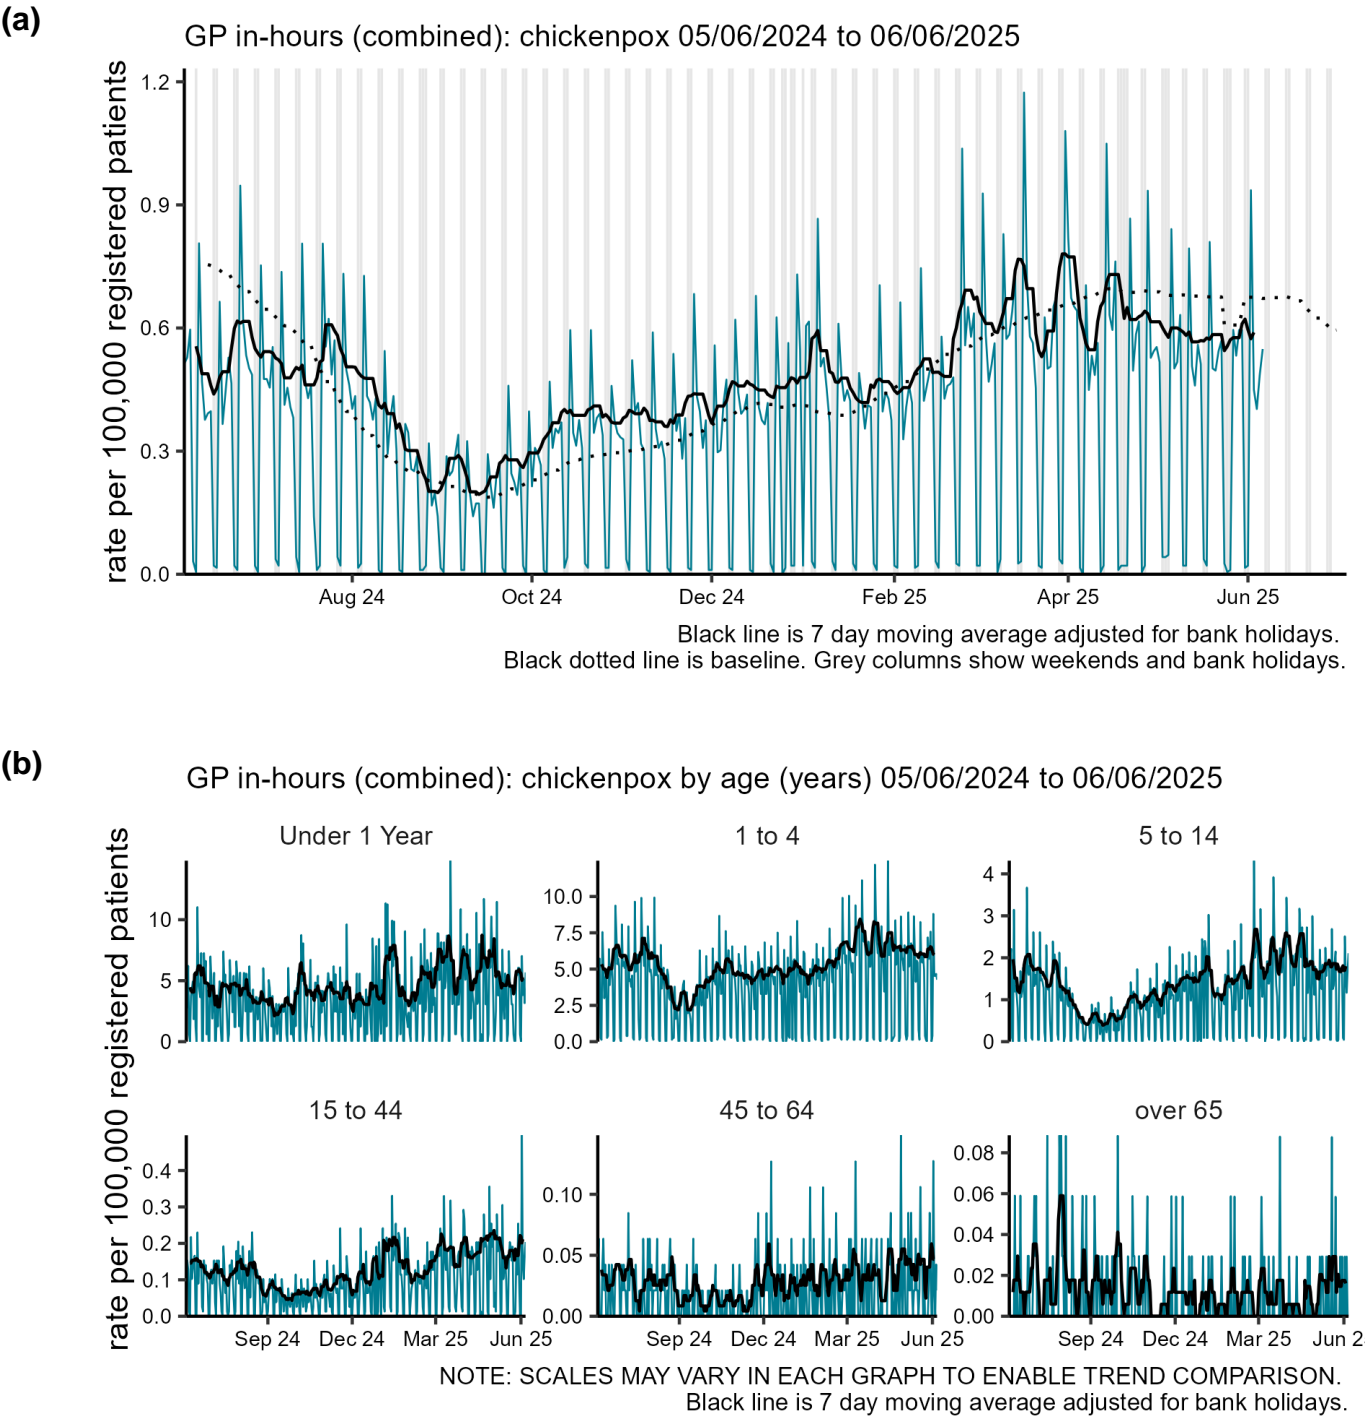 (a)
GP in-hours (combined): chickenpox 05/06/2024 to 06/06/2025
rate per 100,000 registered patients
1.2
0.9
0.6
0.3
0.0
Aug 24 Oct 24 Dec 24 Feb 25 Apr 25 Jun 25
Black line is 7 day moving average adjusted for bank holidays.
Black dotted line is baseline. Grey columns show weekends and bank holidays.
(b)
GP in-hours (combined): chickenpox by age (years) 05/06/2024 to 06/06/2025
rate per 100,000 registered patients
Under 1 Year
10
5
0
1 to 4
10.0
7.5
5.0
2.5
0.0
5 to 14
4
3
2
1
0
15 to 44
0.4
0.3
0.2
0.1
0.0
Sep 24 Dec 24 Mar 25 Jun 25
45 to 64
0.10
0.05
0.00
Sep 24 Dec 24 Mar 25 Jun 25
over 65
0.08
0.06
0.04
0.02
0.00
Sep 24 Dec 24 Mar 25 Jun 2
NOTE: SCALES MAY VARY IN EACH GRAPH TO ENABLE TREND COMPARISON.
Black line is 7 day moving average adjusted for bank holidays.